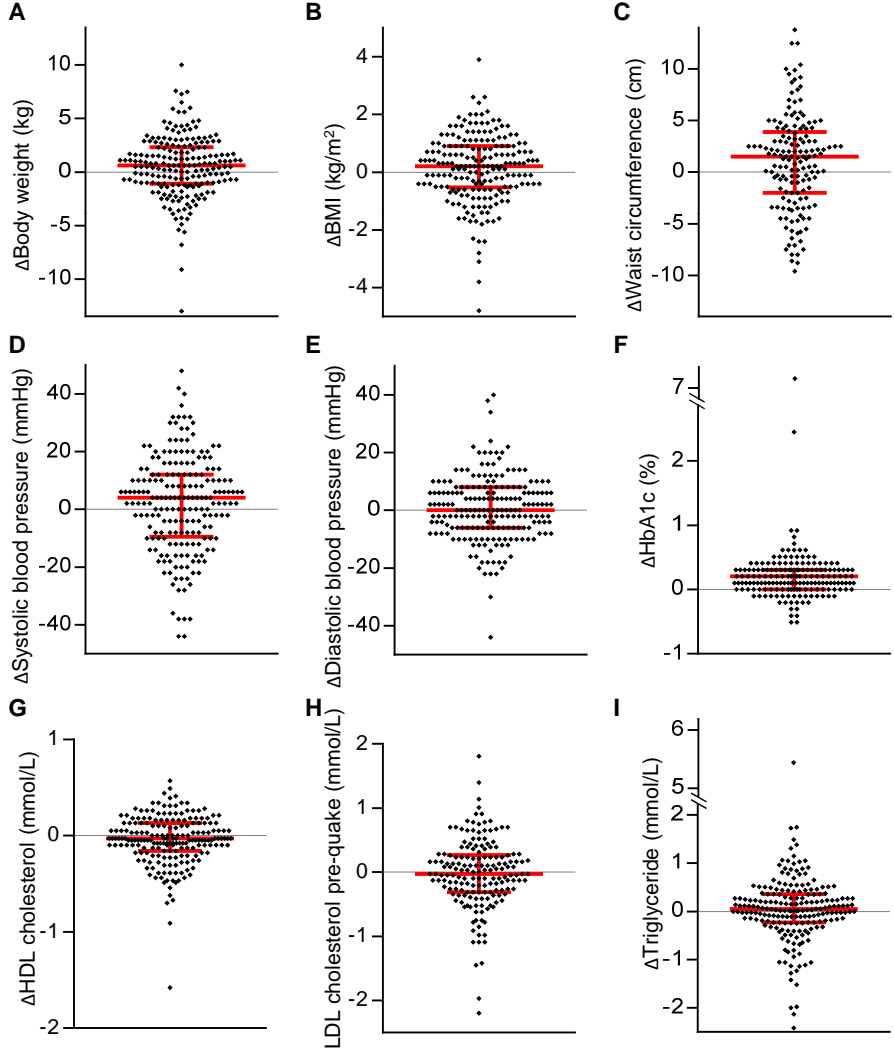 A
ΔBody weight (kg)
10
5
0
-5
-10
B
ΔBMI (kg/m²)
4
2
0
-2
-4
C
ΔWaist circumference (cm)
10
5
0
-5
-10
D
ΔSystolic blood pressure (mmHg)
40
20
0
-20
-40
E
ΔDiastolic blood pressure (mmHg)
40
20
0
-20
-40
F
ΔHbA1c (%)
7
2
1
0
-1
G
ΔHDL cholesterol (mmol/L)
1
0
-1
-2
H
LDL cholesterol pre-quake (mmol/L)
2
1
0
-1
-2
I
ΔTriglyceride (mmol/L)
6
5
2
1
0
-1
-2